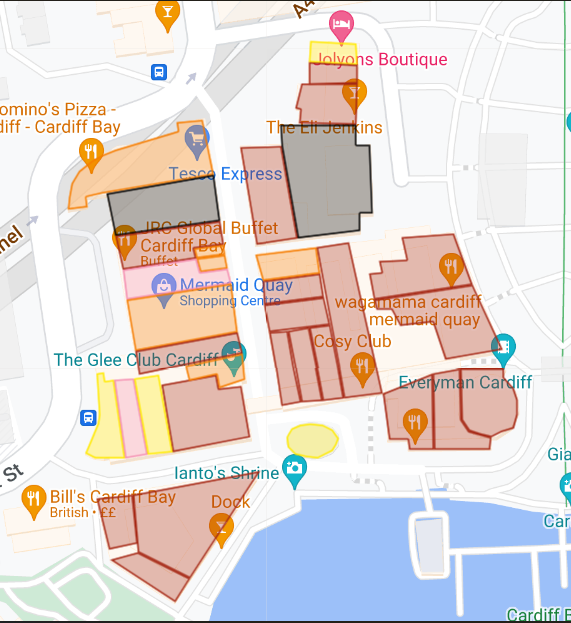 A4
Jolyons Boutique
omino's Pizza -
diff - Cardiff Bay
The Eli Jenkins
Tesco Express
nel
JRC Global Buffet
Cardiff Bay
Buffet
Mermaid Quay
Shopping Centre
wagamama cardiff
mermaid quay
Cosy Club
The Glee Club Cardiff
Everyman Cardiff
St
Ianto's Shrine
Gia
Bill's Cardiff Bay
British • ££
Dock
Car
Cardiff B